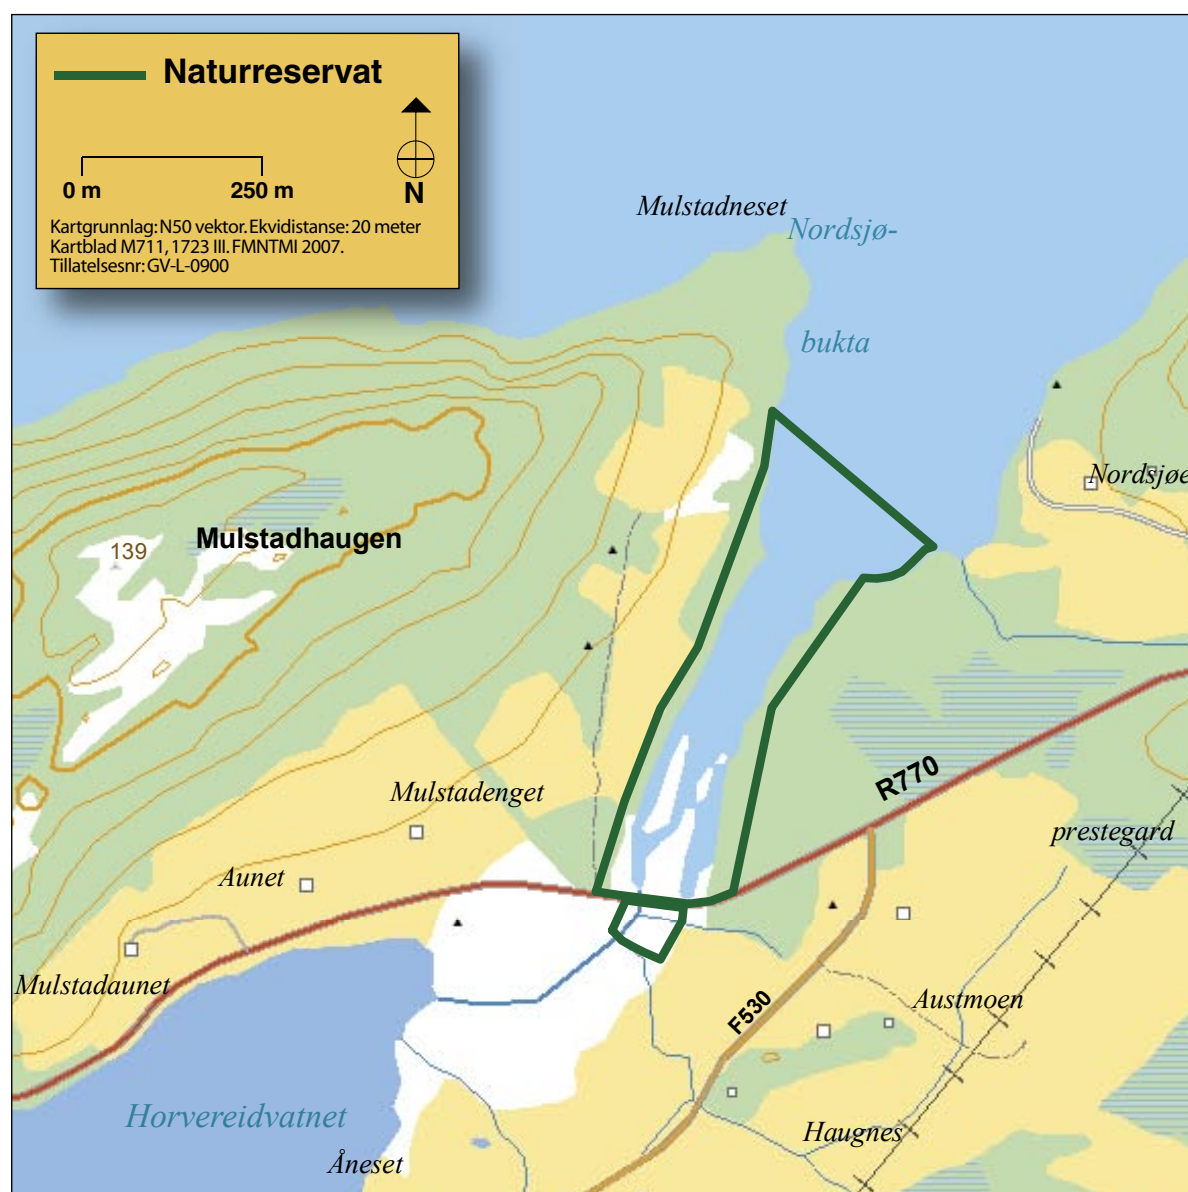 Naturreservat
0 m 250 m
N
Kartgrunnlag: N50 vektor. Ekvidistanse: 20 meter
Kartblad M711, 1723 III. FMNTMI 2007.
Tillatelsesnr: GV-L-0900
Mulstadneset
Nordsjø-
bukta
Nordsjøe
Mulstadhaugen
139
R770
Mulstadenget
prestegard
Aunet
Mulstadaunet
Austmoen
F530
Horvereidvatnet
Haugnes
Åneset